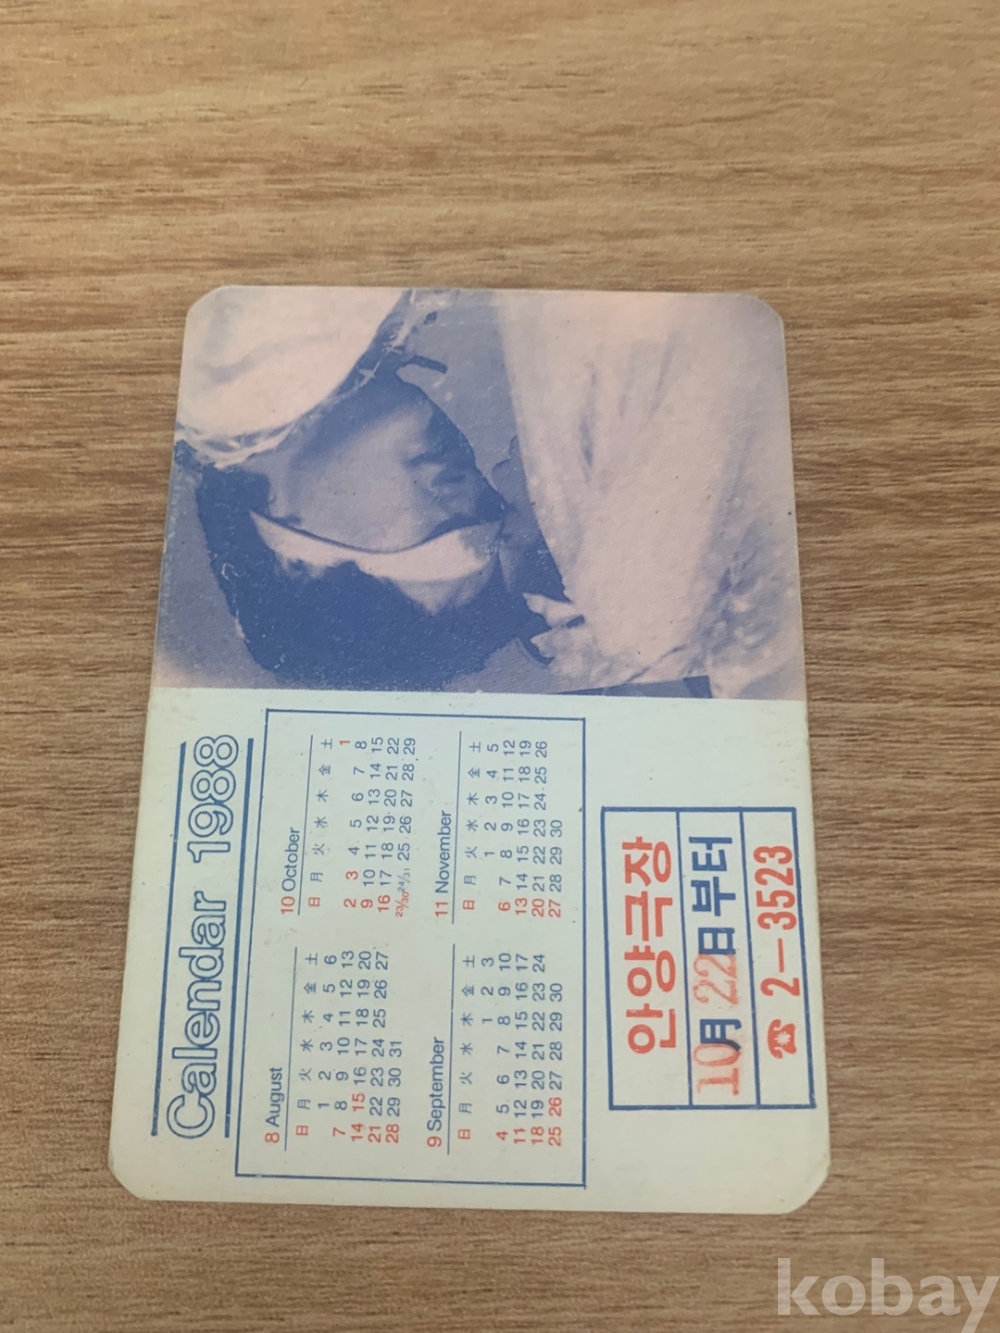 Calendar 1988
8 August
日 月 火 水 木 金 土
1 2 3 4 5 6
7 8 9 10 11 12 13
14 15 16 17 18 19 20
21 22 23 24 25 26 27
28 29 30 31
9 September
日 月 火 水 木 金 土
1 2 3
4 5 6 7 8 9 10
11 12 13 14 15 16 17
18 19 20 21 22 23 24
25 26 27 28 29 30
10 October
日 月 火 水 木 金 土
1
2 3 4 5 6 7 8
9 10 11 12 13 14 15
16 17 18 19 20 21 22
23/30 24/31 25 26 27 28 29
11 November
日 月 火 水 木 金 土
1 2 3 4 5
6 7 8 9 10 11 12
13 14 15 16 17 18 19
20 21 22 23 24 25 26
27 28 29 30
안양극장
10月 22日부터
☎ 2-3523
kobay